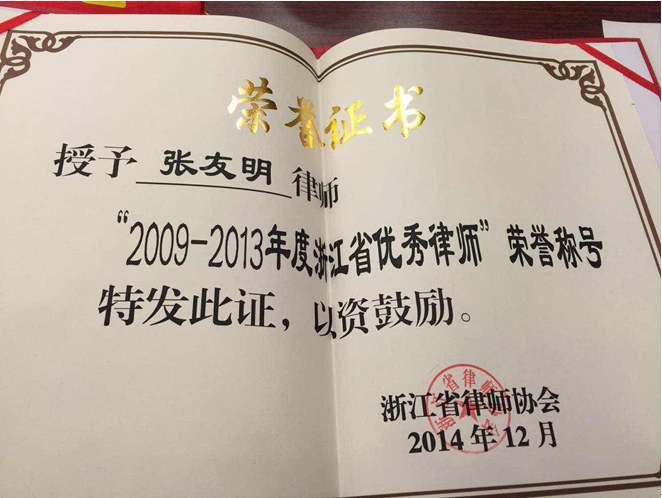 荣誉证书
授予 张友明 律师
“2009-2013年度浙江省优秀律师”荣誉称号
特发此证，以资鼓励。
浙江省律师协会
2014年12月